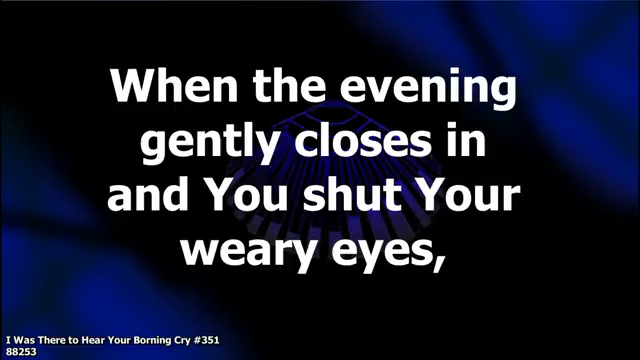 When the evening
gently closes in
and You shut Your
weary eyes,
I Was There to Hear Your Borning Cry #351
88253